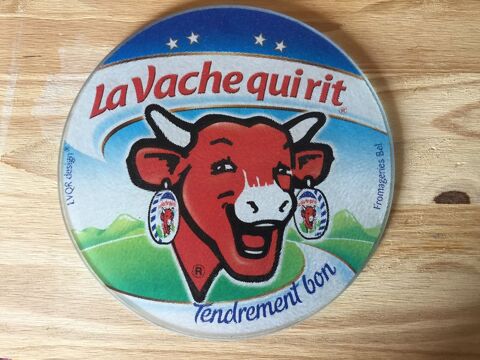 La Vache qui rit
®
LVQR design®
Fromageries Bel
®
Tendrement bon